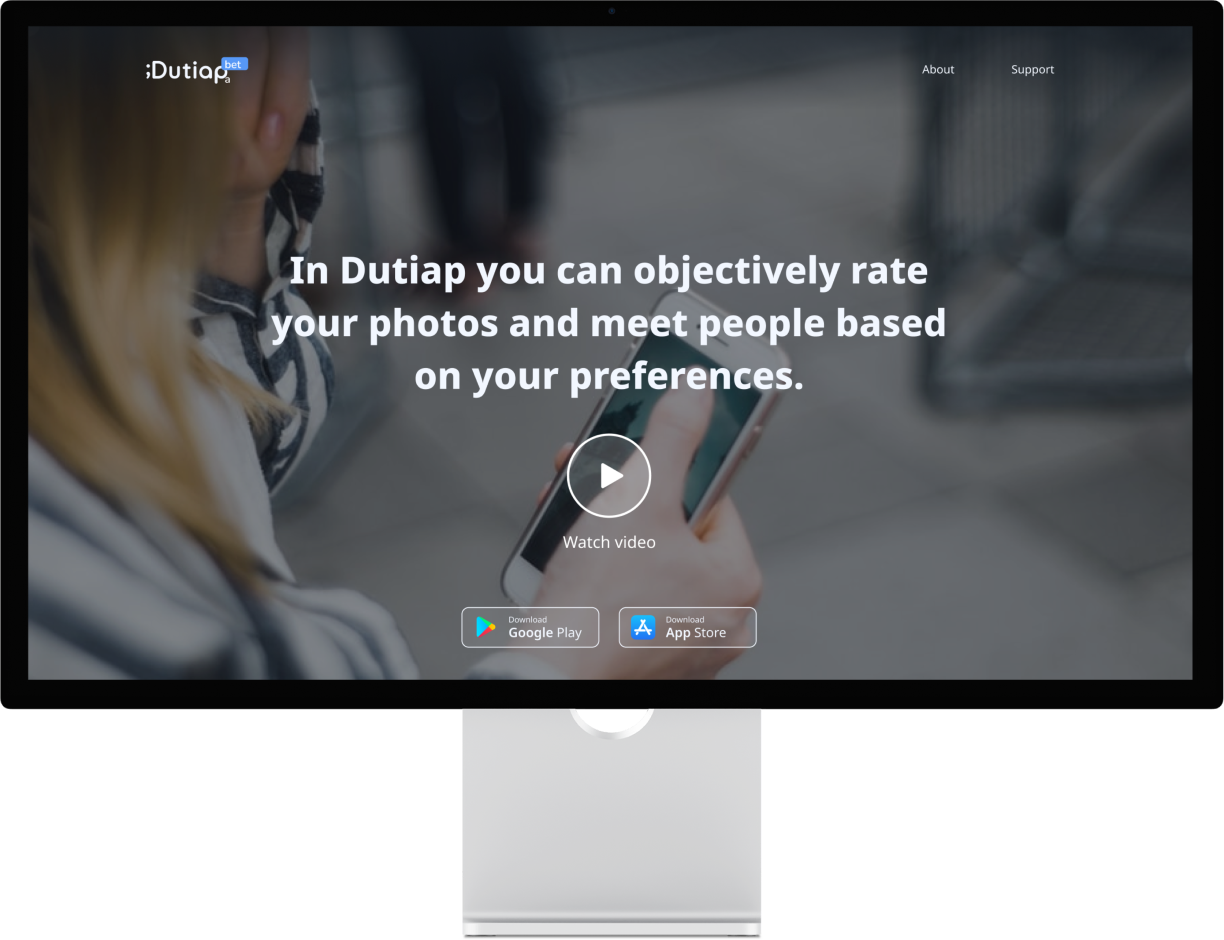 ;Dutiap
bet
a
About
Support
In Dutiap you can objectively rate
your photos and meet people based
on your preferences.
Watch video
Download
Google Play
Download
App Store